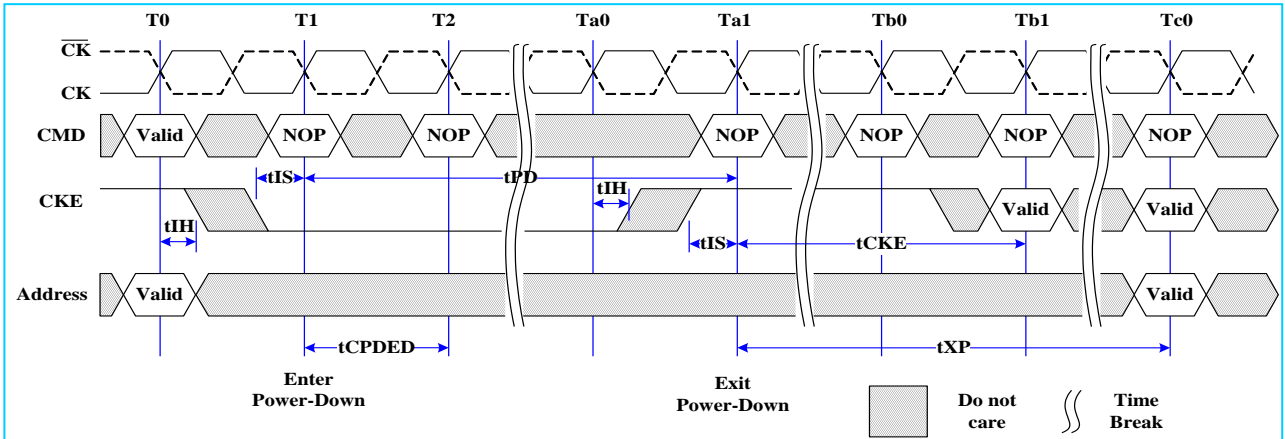 T0 T1 T2 Ta0 Ta1 Tb0 Tb1 Tc0
CK
CK
CMD Valid NOP NOP NOP NOP NOP NOP
tIS tPD tIH
CKE Valid Valid
tIH tIS tCKE
Address Valid Valid
tCPDED tXP
Enter
Power-Down
Exit
Power-Down
Do not
care
Time
Break